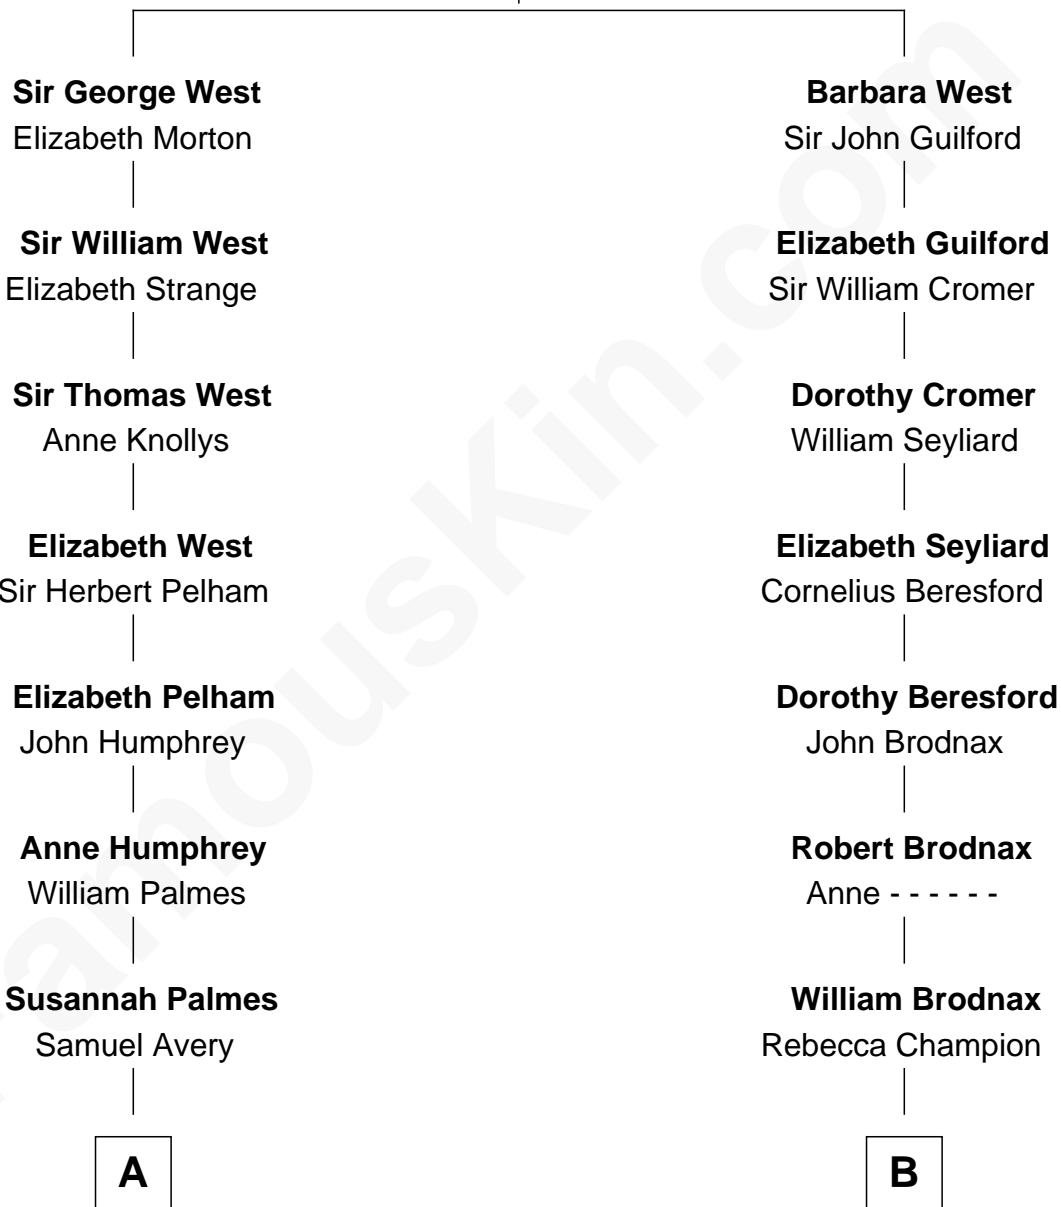 Sir George West
Elizabeth Morton
Sir William West
Elizabeth Strange
Sir Thomas West
Anne Knollys
Elizabeth West
Sir Herbert Pelham
Elizabeth Pelham
John Humphrey
Anne Humphrey
William Palmes
Susannah Palmes
Samuel Avery
A
Barbara West
Sir John Guilford
Elizabeth Guilford
Sir William Cromer
Dorothy Cromer
William Seyliard
Elizabeth Seyliard
Cornelius Beresford
Dorothy Beresford
John Brodnax
Robert Brodnax
Anne - - - - - -
William Brodnax
Rebecca Champion
B
FamousKin.com